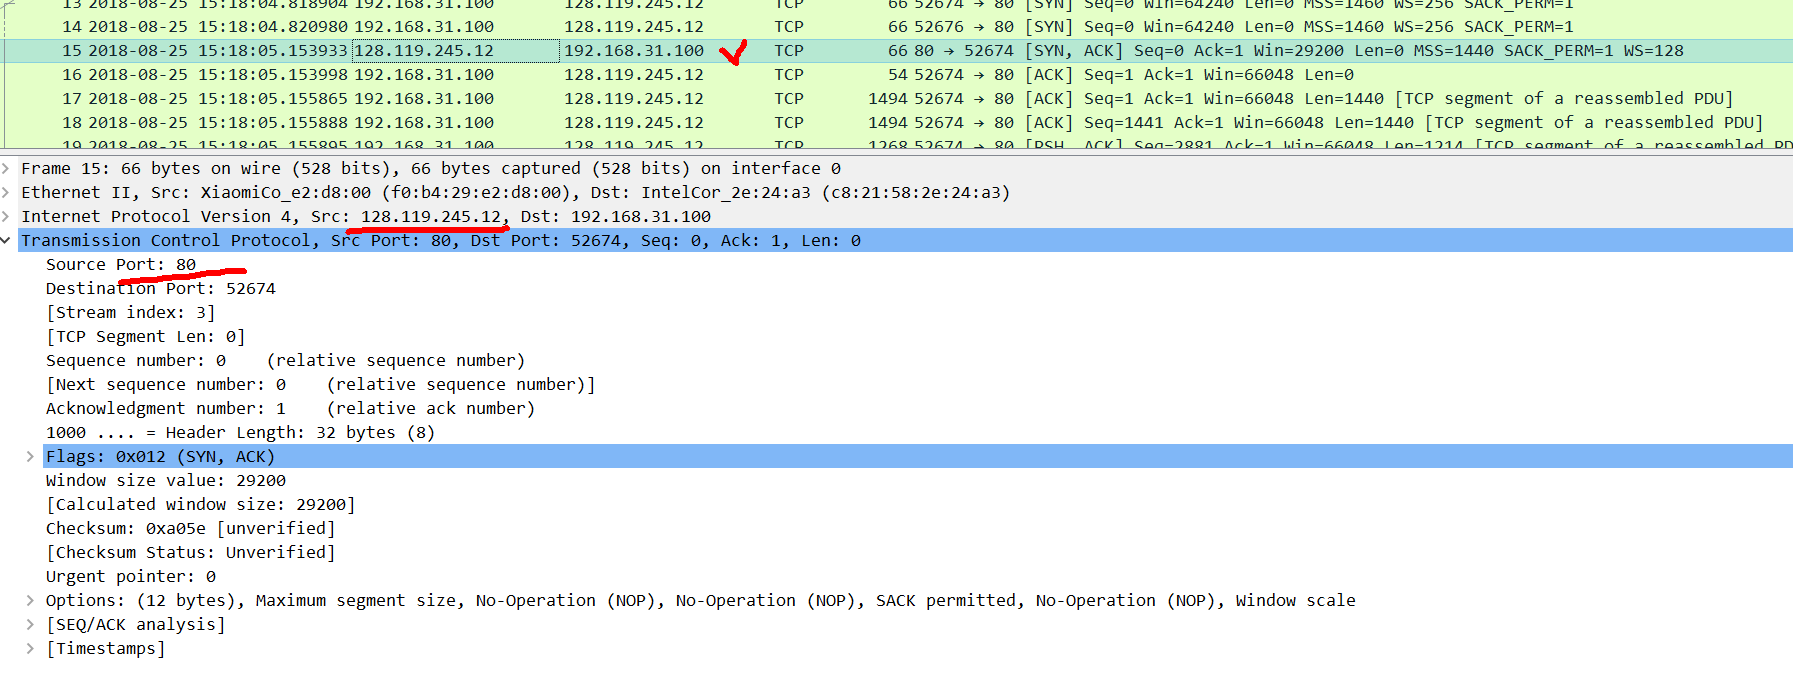 13 2018-08-25 15:18:04.818904 192.168.31.100 128.119.245.12 TCP 66 52674 → 80 [SYN] Seq=0 Win=64240 Len=0 MSS=1460 WS=256 SACK_PERM=1
14 2018-08-25 15:18:04.820980 192.168.31.100 128.119.245.12 TCP 66 52676 → 80 [SYN] Seq=0 Win=64240 Len=0 MSS=1460 WS=256 SACK_PERM=1
15 2018-08-25 15:18:05.153933 128.119.245.12 192.168.31.100 TCP 66 80 → 52674 [SYN, ACK] Seq=0 Ack=1 Win=29200 Len=0 MSS=1440 SACK_PERM=1 WS=128
16 2018-08-25 15:18:05.153998 192.168.31.100 128.119.245.12 TCP 54 52674 → 80 [ACK] Seq=1 Ack=1 Win=66048 Len=0
17 2018-08-25 15:18:05.155865 192.168.31.100 128.119.245.12 TCP 1494 52674 → 80 [ACK] Seq=1 Ack=1 Win=66048 Len=1440 [TCP segment of a reassembled PDU]
18 2018-08-25 15:18:05.155888 192.168.31.100 128.119.245.12 TCP 1494 52674 → 80 [ACK] Seq=1441 Ack=1 Win=66048 Len=1440 [TCP segment of a reassembled PDU]
19 2018-08-25 15:18:05.155895 192.168.31.100 128.119.245.12 TCP 1268 52674 → 80 [PSH, ACK] Seq=2881 Ack=1 Win=66048 Len=1214 [TCP segment of a reassembled PD
Frame 15: 66 bytes on wire (528 bits), 66 bytes captured (528 bits) on interface 0
Ethernet II, Src: XiaomiCo_e2:d8:00 (f0:b4:29:e2:d8:00), Dst: IntelCor_2e:24:a3 (c8:21:58:2e:24:a3)
Internet Protocol Version 4, Src: 128.119.245.12, Dst: 192.168.31.100
Transmission Control Protocol, Src Port: 80, Dst Port: 52674, Seq: 0, Ack: 1, Len: 0
Source Port: 80
Destination Port: 52674
[Stream index: 3]
[TCP Segment Len: 0]
Sequence number: 0    (relative sequence number)
[Next sequence number: 0    (relative sequence number)]
Acknowledgment number: 1    (relative ack number)
1000 .... = Header Length: 32 bytes (8)
Flags: 0x012 (SYN, ACK)
Window size value: 29200
[Calculated window size: 29200]
Checksum: 0xa05e [unverified]
[Checksum Status: Unverified]
Urgent pointer: 0
Options: (12 bytes), Maximum segment size, No-Operation (NOP), No-Operation (NOP), SACK permitted, No-Operation (NOP), Window scale
[SEQ/ACK analysis]
[Timestamps]